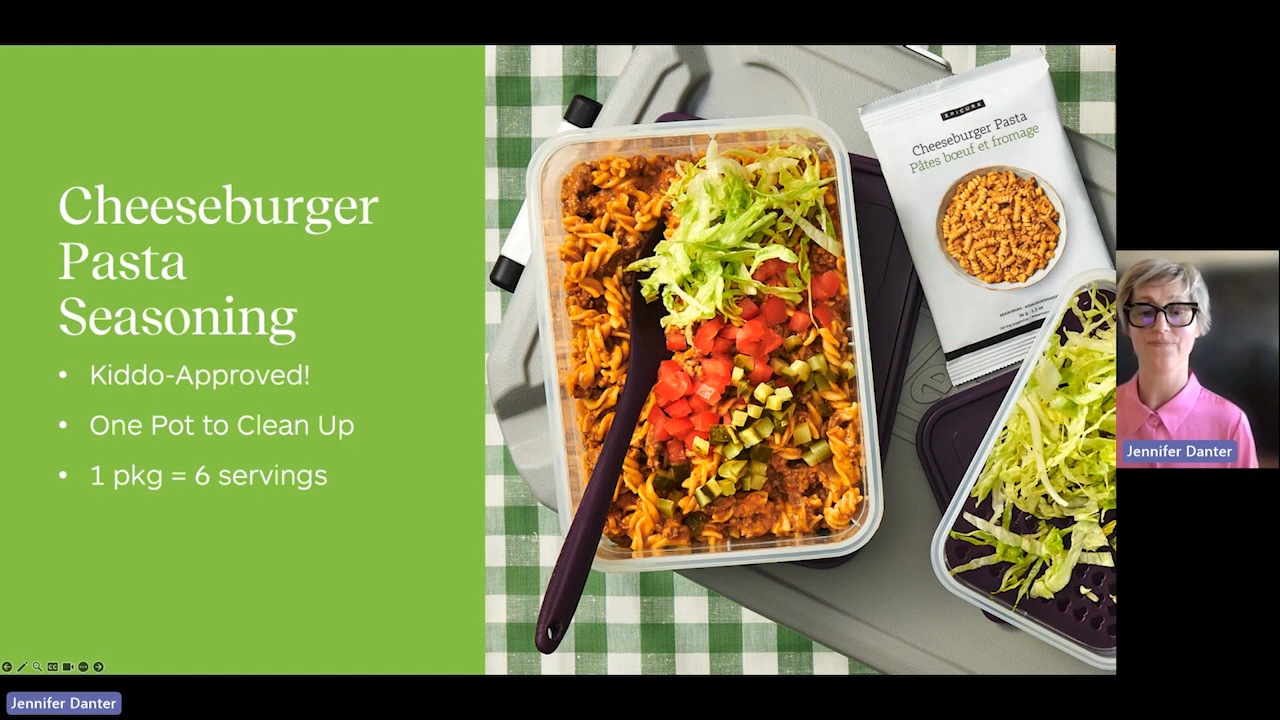 Cheeseburger
Pasta
Seasoning
• Kiddo-Approved!
• One Pot to Clean Up
• 1 pkg = 6 servings
EPICURE
Cheeseburger Pasta
Pâtes bœuf et fromage
Jennifer Danter
Jennifer Danter